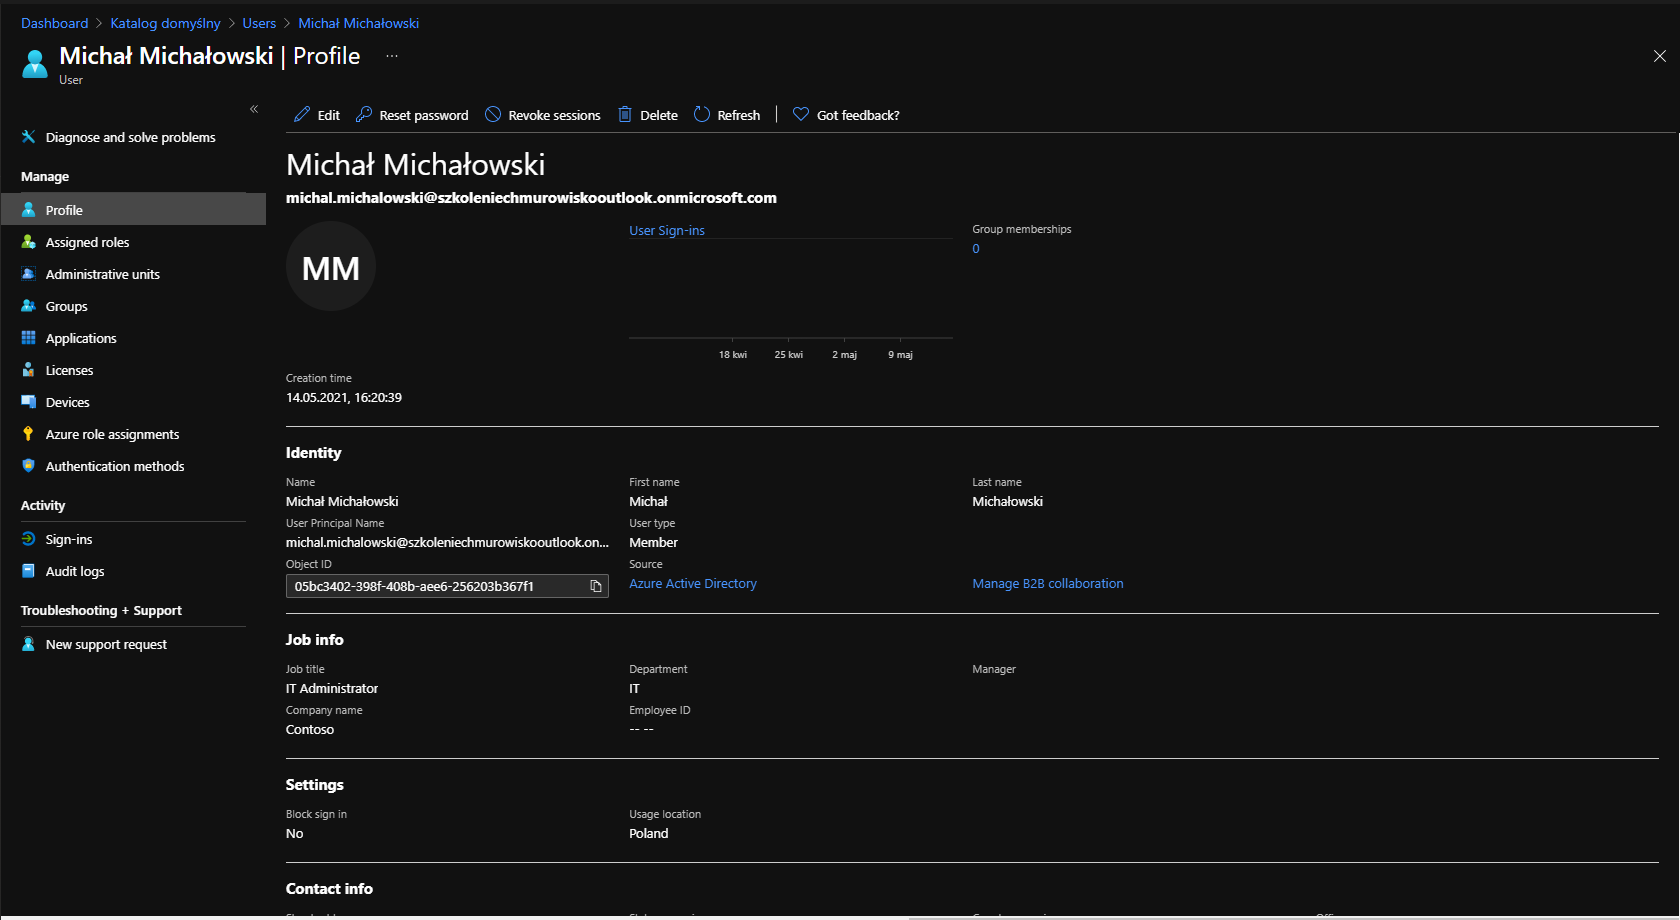 Dashboard > Katalog domyślny > Users > Michał Michałowski
Michał Michałowski | Profile ...
User
«
Diagnose and solve problems
Manage
Profile
Assigned roles
Administrative units
Groups
Applications
Licenses
Devices
Azure role assignments
Authentication methods
Activity
Sign-ins
Audit logs
Troubleshooting + Support
New support request
Edit Reset password Revoke sessions Delete Refresh | Got feedback?
Michał Michałowski
michal.michalowski@szkoleniechmurowiskooutlook.onmicrosoft.com
MM
User Sign-ins
18 kwi 25 kwi 2 maj 9 maj
Group memberships
0
Creation time
14.05.2021, 16:20:39
Identity
Name First name Last name
Michał Michałowski Michał Michałowski
User Principal Name User type
michal.michalowski@szkoleniechmurowiskooutlook.on... Member
Object ID Source
05bc3402-398f-408b-aee6-256203b367f1 Azure Active Directory Manage B2B collaboration
Job info
Job title Department Manager
IT Administrator IT
Company name Employee ID
Contoso -- --
Settings
Block sign in Usage location
No Poland
Contact info